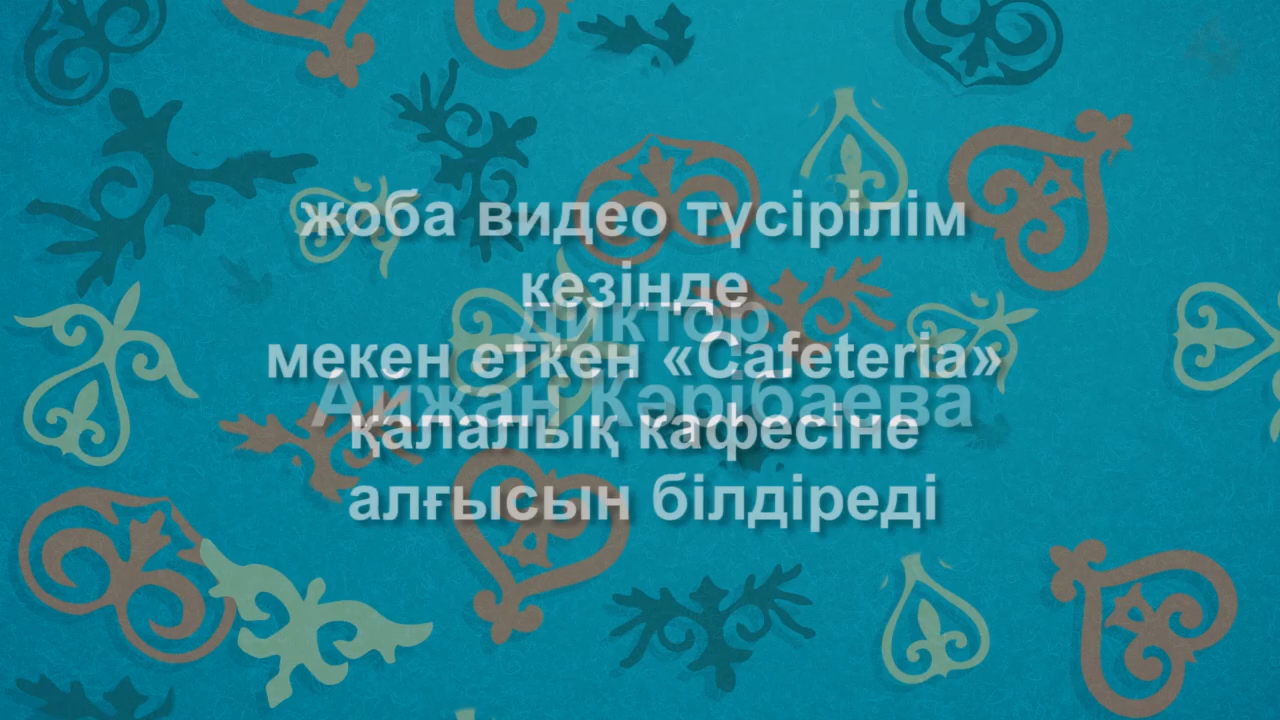 жоба видео түсірілім
кезінде
диктор
мекен еткен «Cafeteria»
Айжан Кәрібаева
қалалық кафесіне
алғысын білдіреді